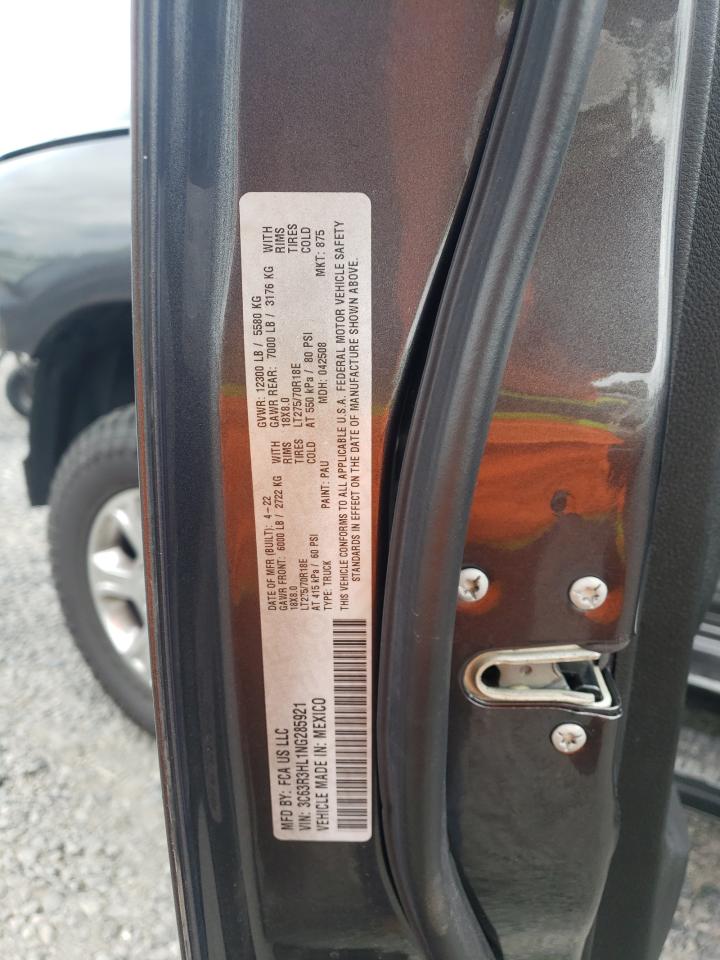 MFD BY: FCA US LLC
VIN: 3C63R3HL1NG285921
VEHICLE MADE IN: MEXICO
DATE OF MFR (BUILT): 4-22
GAWR FRONT: 6000 LB / 2722 KG WITH
18X8.0 RIMS
LT275/70R18E TIRES
AT 415 kPa / 60 PSI COLD
TYPE: TRUCK PAINT: PAU
GVWR: 12300 LB / 5580 KG
GAWR REAR: 7000 LB / 3176 KG WITH
18X8.0 RIMS
LT275/70R18E TIRES
AT 550 kPa / 80 PSI COLD
MDH: 042508 MKT: 875
THIS VEHICLE CONFORMS TO ALL APPLICABLE U.S.A. FEDERAL MOTOR VEHICLE SAFETY
STANDARDS IN EFFECT ON THE DATE OF MANUFACTURE SHOWN ABOVE.